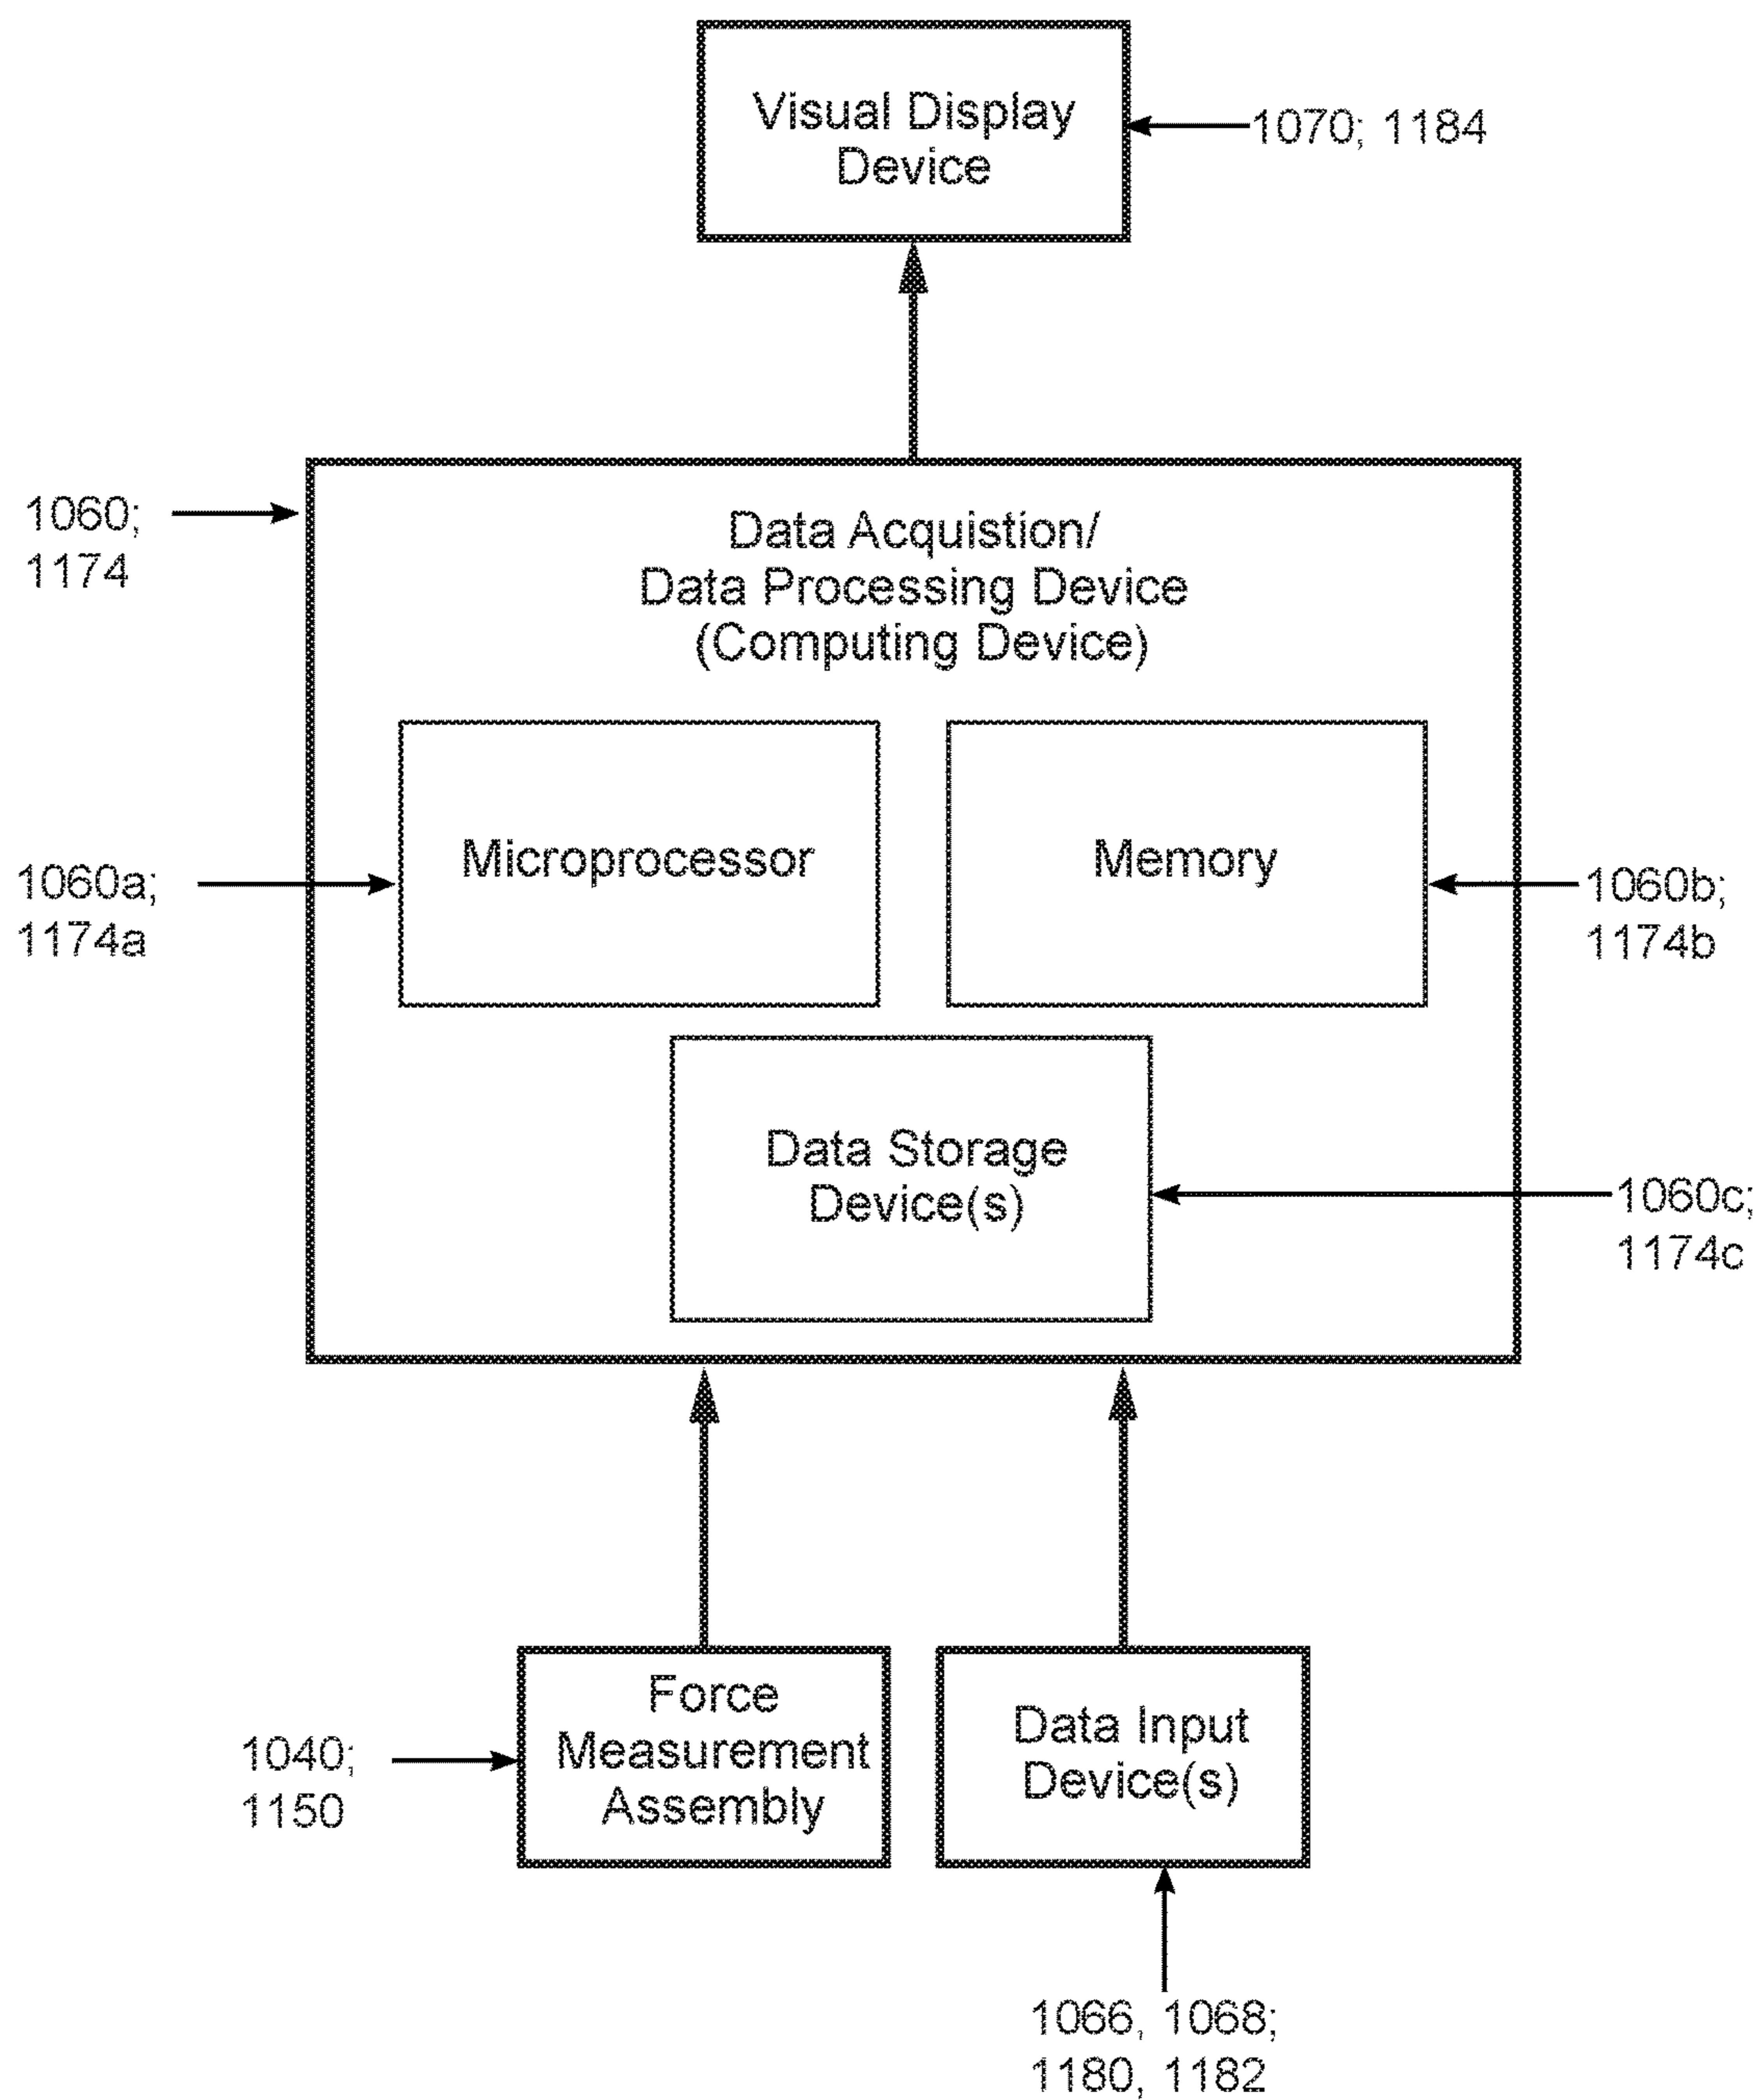 Visual Display
Device
1070; 1184
1060;
1174
Data Acquistion/
Data Processing Device
(Computing Device)
Microprocessor
Memory
1060a;
1174a
1060b;
1174b
Data Storage
Device(s)
1060c;
1174c
Force
Measurement
Assembly
1040;
1150
Data Input
Device(s)
1066, 1068;
1180, 1182